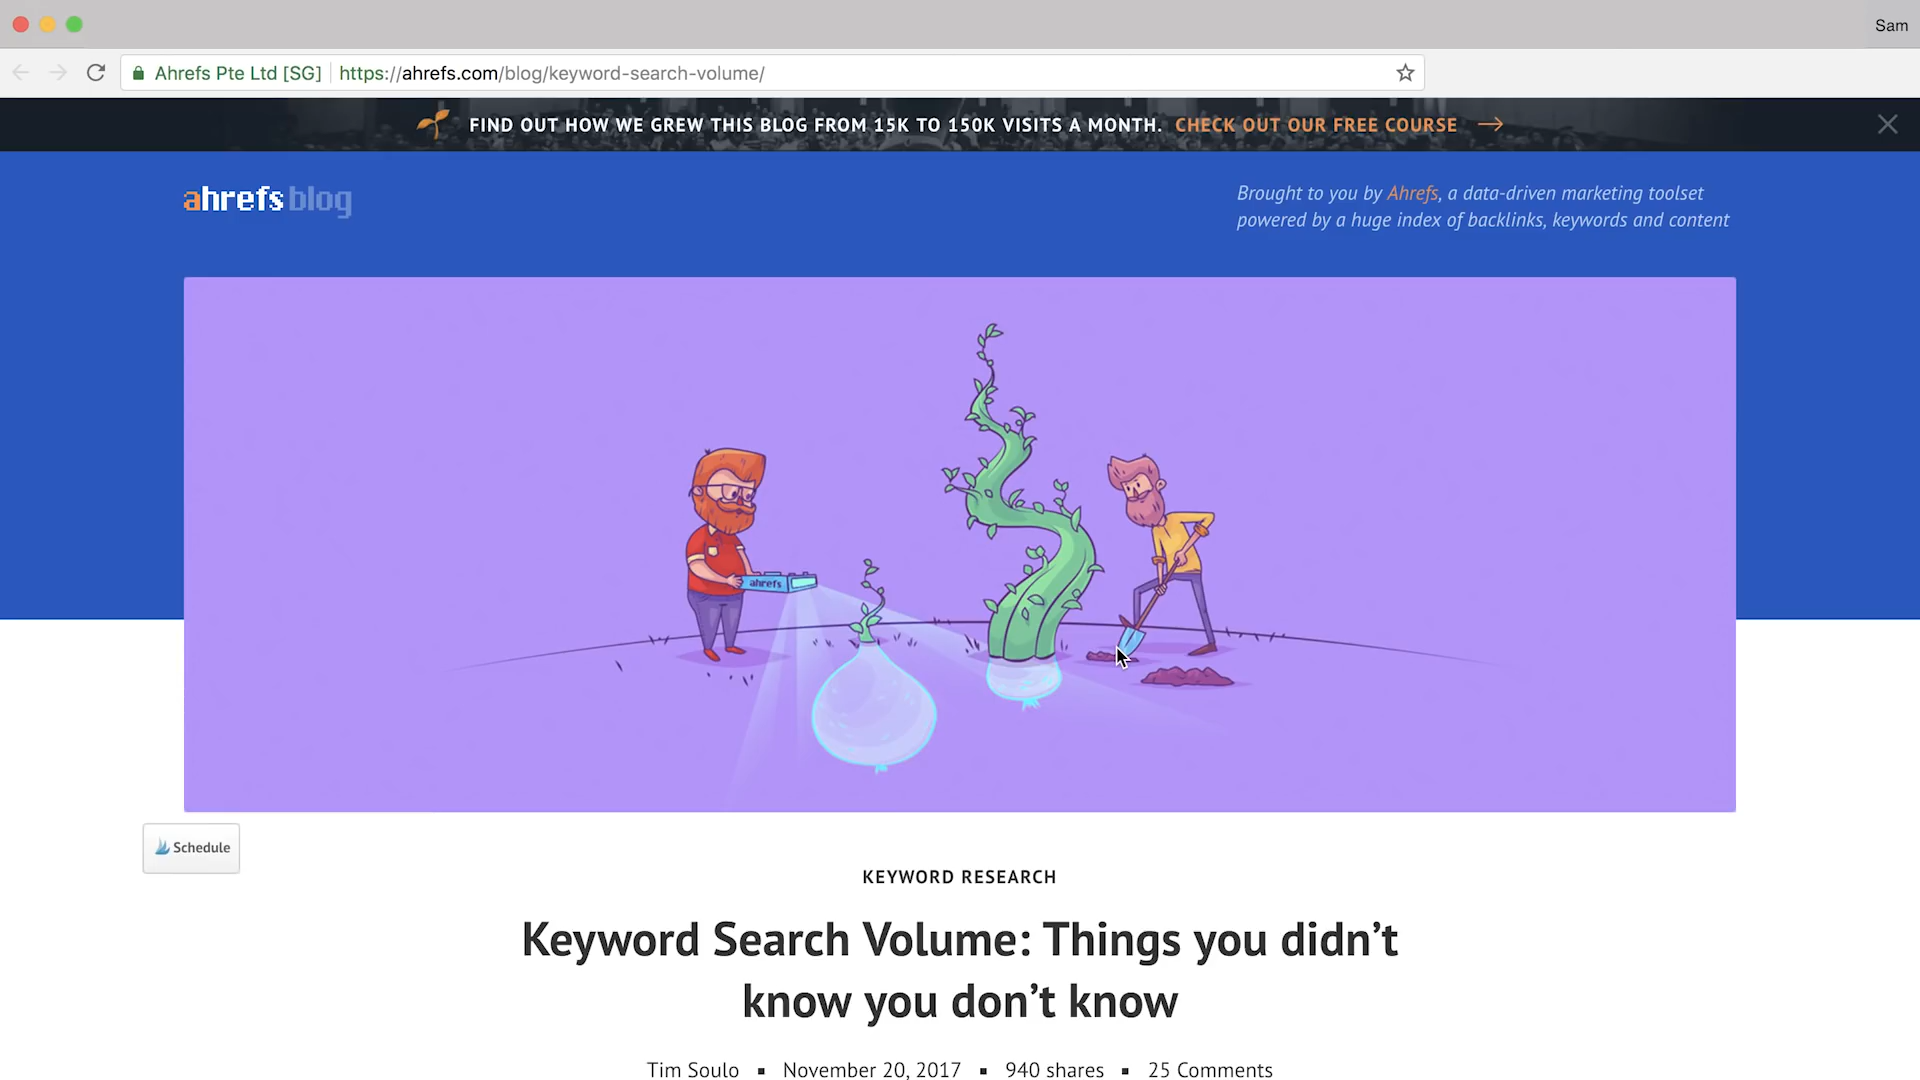 Sam
Ahrefs Pte Ltd [SG] https://ahrefs.com/blog/keyword-search-volume/
FIND OUT HOW WE GREW THIS BLOG FROM 15K TO 150K VISITS A MONTH. CHECK OUT OUR FREE COURSE
ahrefs blog
Brought to you by Ahrefs, a data-driven marketing toolset
powered by a huge index of backlinks, keywords and content
ahrefs
Schedule
KEYWORD RESEARCH
Keyword Search Volume: Things you didn’t
know you don’t know
Tim Soulo ▪ November 20, 2017 ▪ 940 shares ▪ 25 Comments